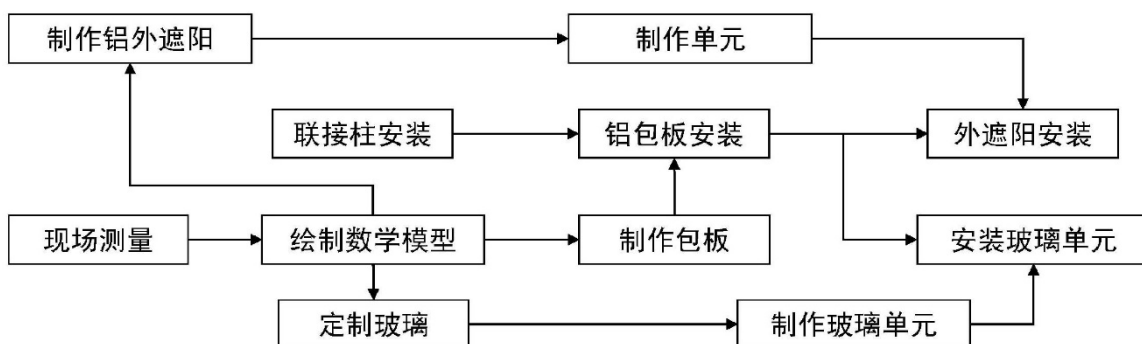 制作铝外遮阳
制作单元
联接柱安装
铝包板安装
外遮阳安装
现场测量
绘制数学模型
制作包板
安装玻璃单元
定制玻璃
制作玻璃单元